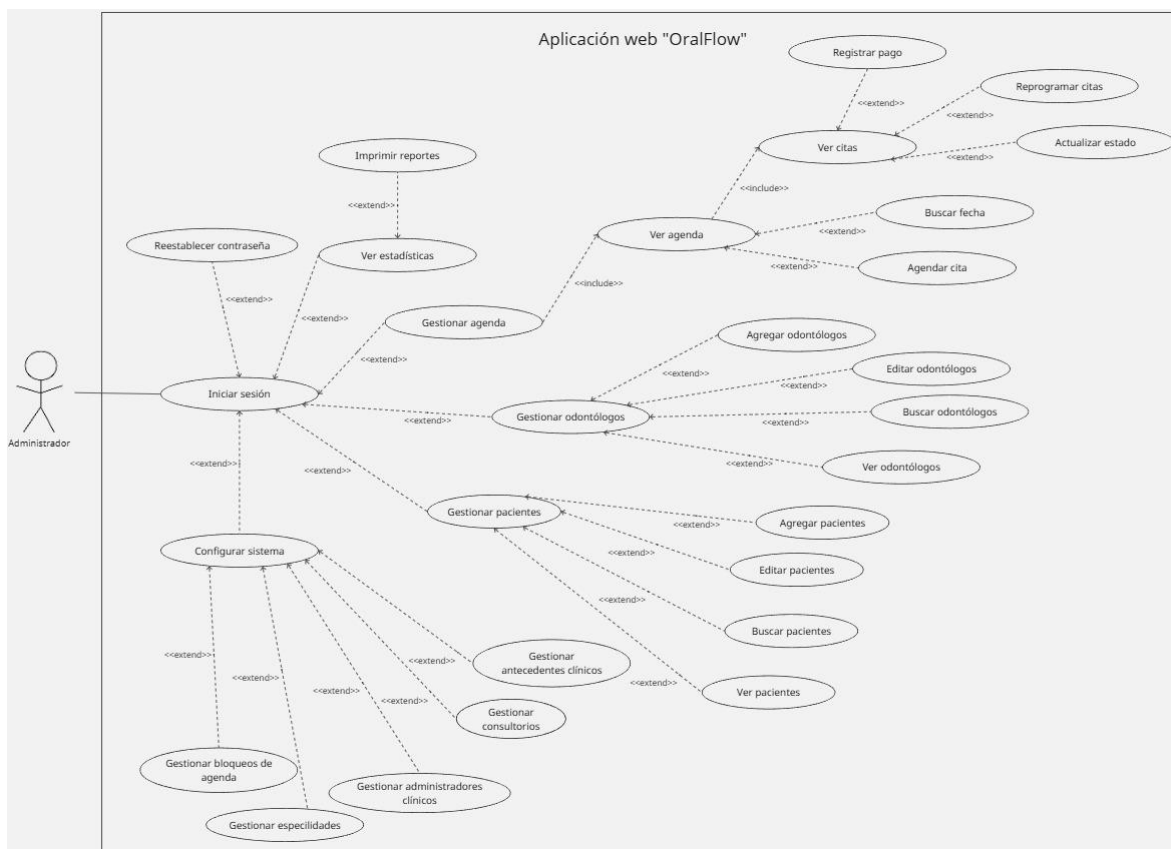 Aplicación web "OralFlow"
Registrar pago
<<extend>>
Reprogramar citas
<<extend>>
Ver citas
Actualizar estado
<<extend>>
Imprimir reportes
<<include>>
<<extend>>
Buscar fecha
<<extend>>
Ver agenda
Reestablecer contraseña
Ver estadísticas
Agendar cita
<<extend>>
<<include>>
<<extend>>
<<extend>>
Gestionar agenda
Agregar odontólogos
<<extend>>
<<extend>>
Editar odontólogos
<<extend>>
Iniciar sesión
Buscar odontólogos
<<extend>>
Gestionar odontólogos
<<extend>>
Administrador
<<extend>>
<<extend>>
<<extend>>
Ver odontólogos
Gestionar pacientes
Agregar pacientes
<<extend>>
Configurar sistema
<<extend>>
Editar pacientes
<<extend>>
<<extend>>
Buscar pacientes
<<extend>>
<<extend>>
Gestionar
antecedentes clínicos
<<extend>>
<<extend>>
<<extend>>
Ver pacientes
<<extend>>
<<extend>>
Gestionar
consultorios
Gestionar bloqueos de
agenda
Gestionar administradores
clínicos
Gestionar especilidades